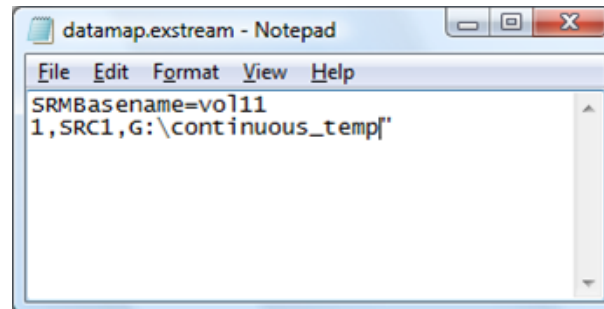 datamap.exstream - Notepad
File Edit Format View Help
SRMBasename=vol11
1,SRC1,G:\continuous_temp"